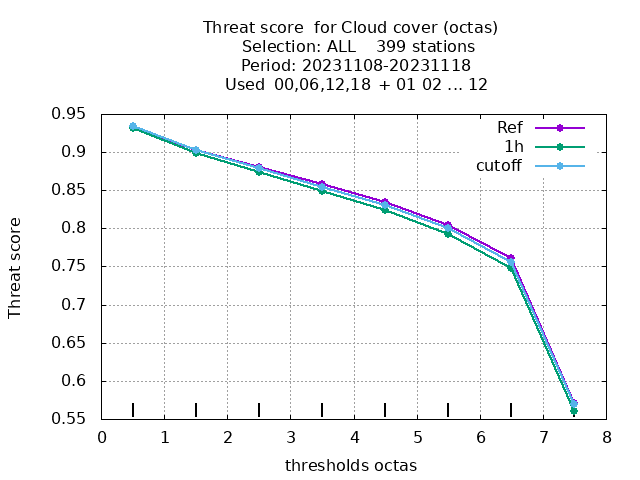 Threat score  for Cloud cover (octas)
Selection: ALL    399 stations
Period: 20231108-20231118
Used  00,06,12,18  + 01 02 ... 12
0.95
0.9
0.85
0.8
0.75
0.7
0.65
0.6
0.55
Threat score
Ref
1h
cutoff
0 1 2 3 4 5 6 7 8
thresholds octas